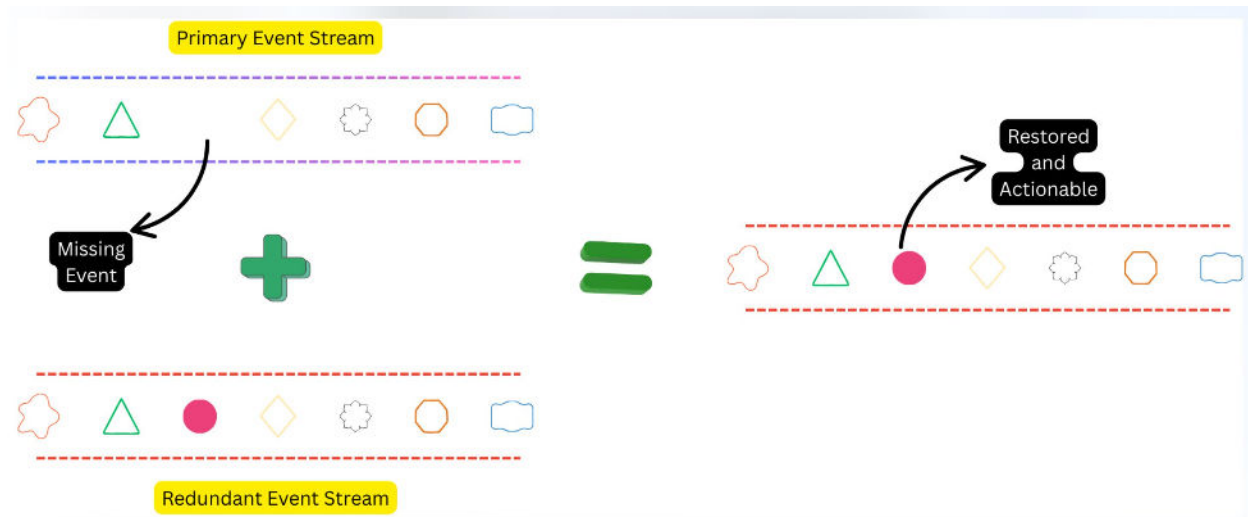 Primary Event Stream
Missing
Event
Restored
and
Actionable
Redundant Event Stream